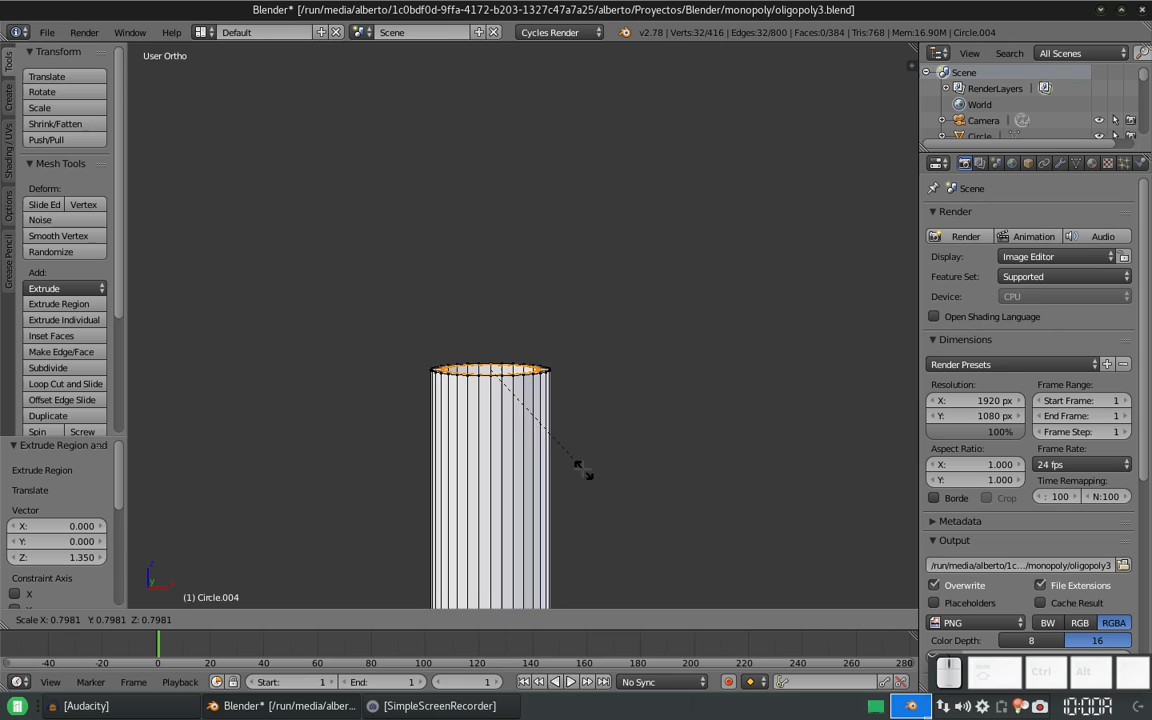 Blender* [/run/media/alberto/1c0bdf0d-9ffa-4172-b203-1327c47a7a25/alberto/Proyectos/Blender/monopoly/oligopoly3.blend]
File Render Window Help Default Scene Cycles Render v2.78 | Verts:32/416 | Edges:32/800 | Faces:0/384 | Tris:768 | Mem:16.90M | Circle.004
Tools
Create
Shading / UVs
Options
Grease Pencil
Transform
Translate
Rotate
Scale
Shrink/Fatten
Push/Pull
Mesh Tools
Deform:
Slide Ed Vertex
Noise
Smooth Vertex
Randomize
Add:
Extrude
Extrude Region
Extrude Individual
Inset Faces
Make Edge/Face
Subdivide
Loop Cut and Slide
Offset Edge Slide
Duplicate
Spin Screw
Extrude Region and
Extrude Region
Translate
Vector
X: 0.000
Y: 0.000
Z: 1.350
Constraint Axis
X
User Ortho
(1) Circle.004
Scale X: 0.7981 Y: 0.7981 Z: 0.7981
View Search All Scenes
Scene
RenderLayers
World
Camera
Circle
Scene
Render
Render Animation Audio
Display: Image Editor
Feature Set: Supported
Device: CPU
Open Shading Language
Dimensions
Render Presets
Resolution: Frame Range:
X: 1920 px Start Frame: 1
Y: 1080 px End Frame: 1
100% Frame Step: 1
Aspect Ratio: Frame Rate:
X: 1.000 24 fps
Y: 1.000 Time Remapping:
Borde Crop : 100 N:100
Metadata
Output
/run/media/alberto/1c.../monopoly/oligopoly3
Overwrite File Extensions
Placeholders Cache Result
PNG BW RGB RGBA
Color Depth: 8 16
-40 -20 0 20 40 60 80 100 120 140 160 180 200 220 240 260 280
View Marker Frame Playback Start: 1 End: 1 1 No Sync
Ctrl Alt
[Audacity] Blender* [/run/media/alber... [SimpleScreenRecorder] 10:00A